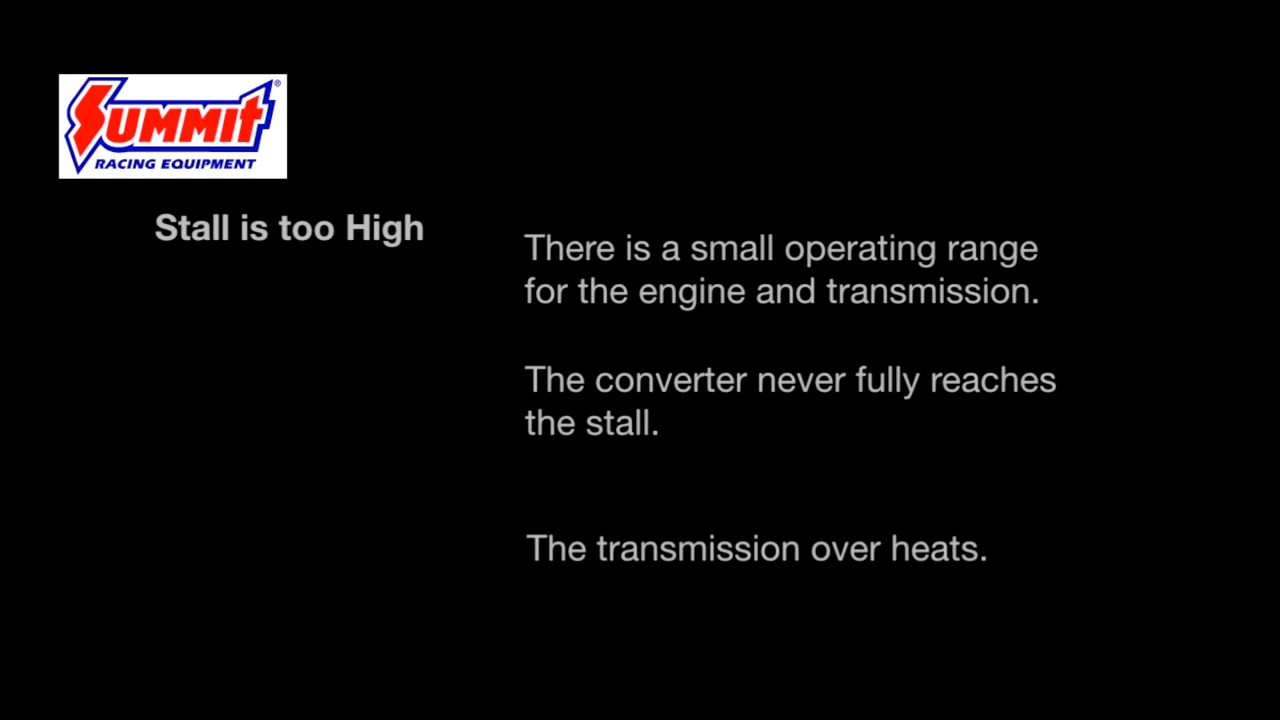 SUMMIT®
RACING EQUIPMENT
Stall is too High
There is a small operating range
for the engine and transmission.
The converter never fully reaches
the stall.
The transmission over heats.